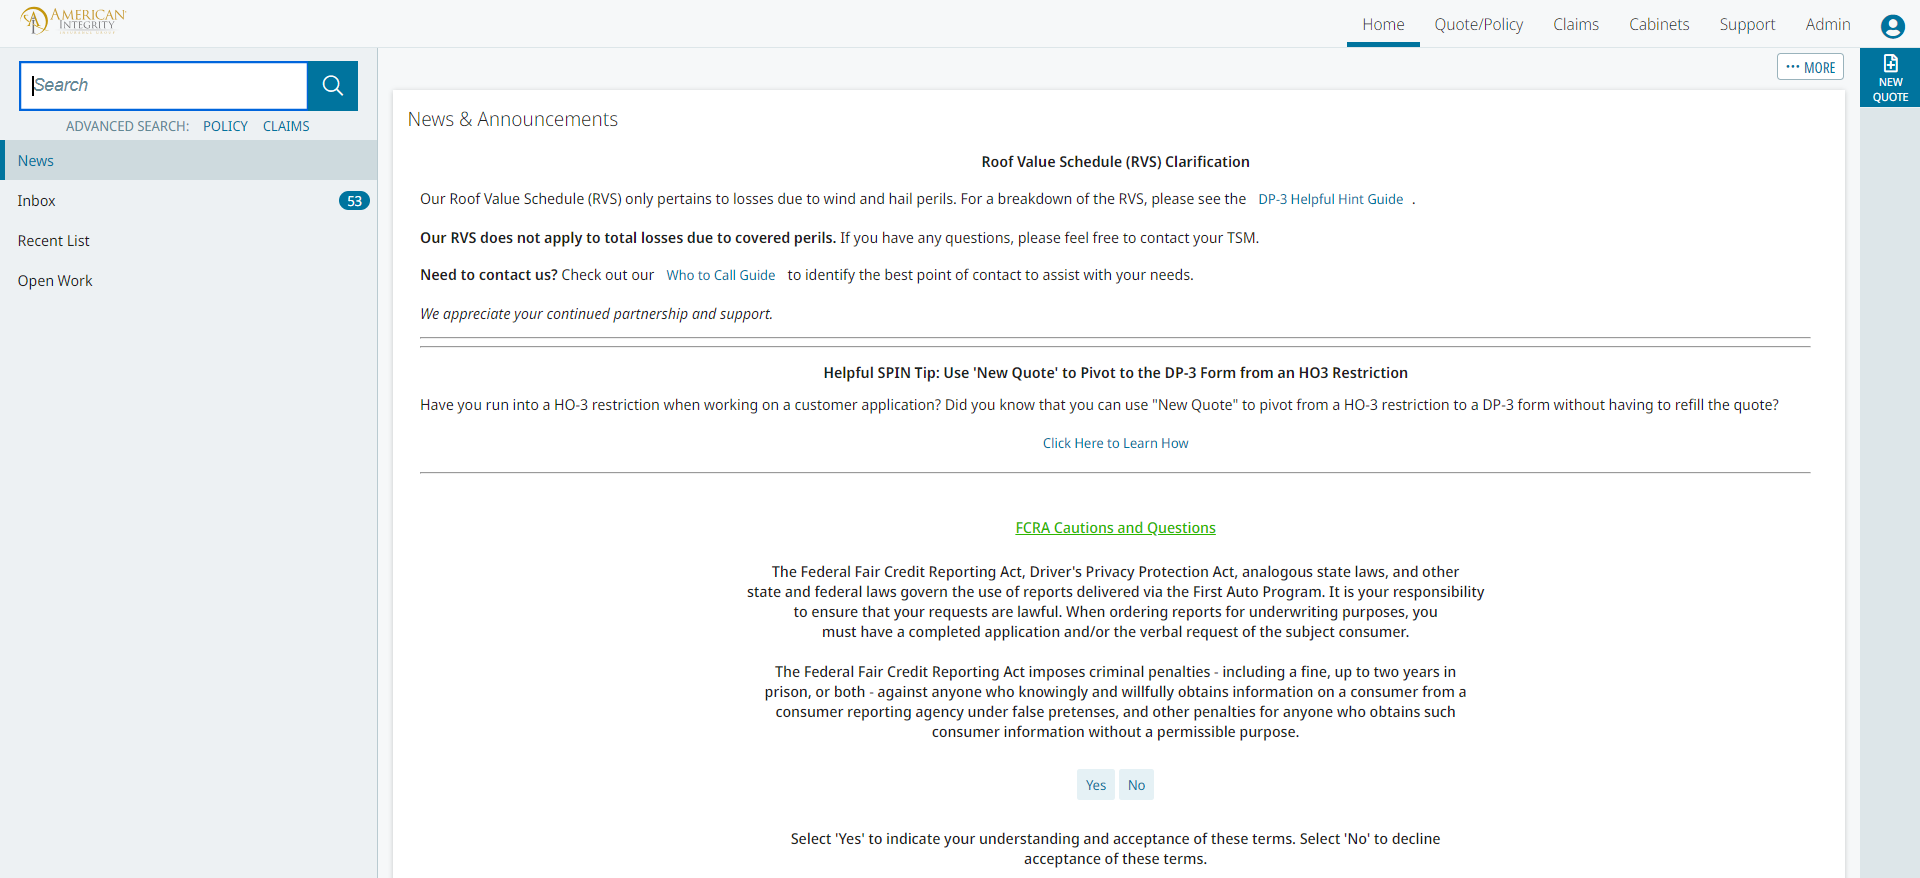 AMERICAN
INTEGRITY
Home Quote/Policy Claims Cabinets Support Admin
Search
ADVANCED SEARCH: POLICY CLAIMS
News
Inbox 53
Recent List
Open Work
··· MORE
NEW
QUOTE
News & Announcements
Roof Value Schedule (RVS) Clarification
Our Roof Value Schedule (RVS) only pertains to losses due to wind and hail perils. For a breakdown of the RVS, please see the DP-3 Helpful Hint Guide .
Our RVS does not apply to total losses due to covered perils. If you have any questions, please feel free to contact your TSM.
Need to contact us? Check out our Who to Call Guide to identify the best point of contact to assist with your needs.
We appreciate your continued partnership and support.
Helpful SPIN Tip: Use 'New Quote' to Pivot to the DP-3 Form from an HO3 Restriction
Have you run into a HO-3 restriction when working on a customer application? Did you know that you can use "New Quote" to pivot from a HO-3 restriction to a DP-3 form without having to refill the quote?
Click Here to Learn How
FCRA Cautions and Questions
The Federal Fair Credit Reporting Act, Driver's Privacy Protection Act, analogous state laws, and other
state and federal laws govern the use of reports delivered via the First Auto Program. It is your responsibility
to ensure that your requests are lawful. When ordering reports for underwriting purposes, you
must have a completed application and/or the verbal request of the subject consumer.
The Federal Fair Credit Reporting Act imposes criminal penalties - including a fine, up to two years in
prison, or both - against anyone who knowingly and willfully obtains information on a consumer from a
consumer reporting agency under false pretenses, and other penalties for anyone who obtains such
consumer information without a permissible purpose.
Yes No
Select 'Yes' to indicate your understanding and acceptance of these terms. Select 'No' to decline
acceptance of these terms.